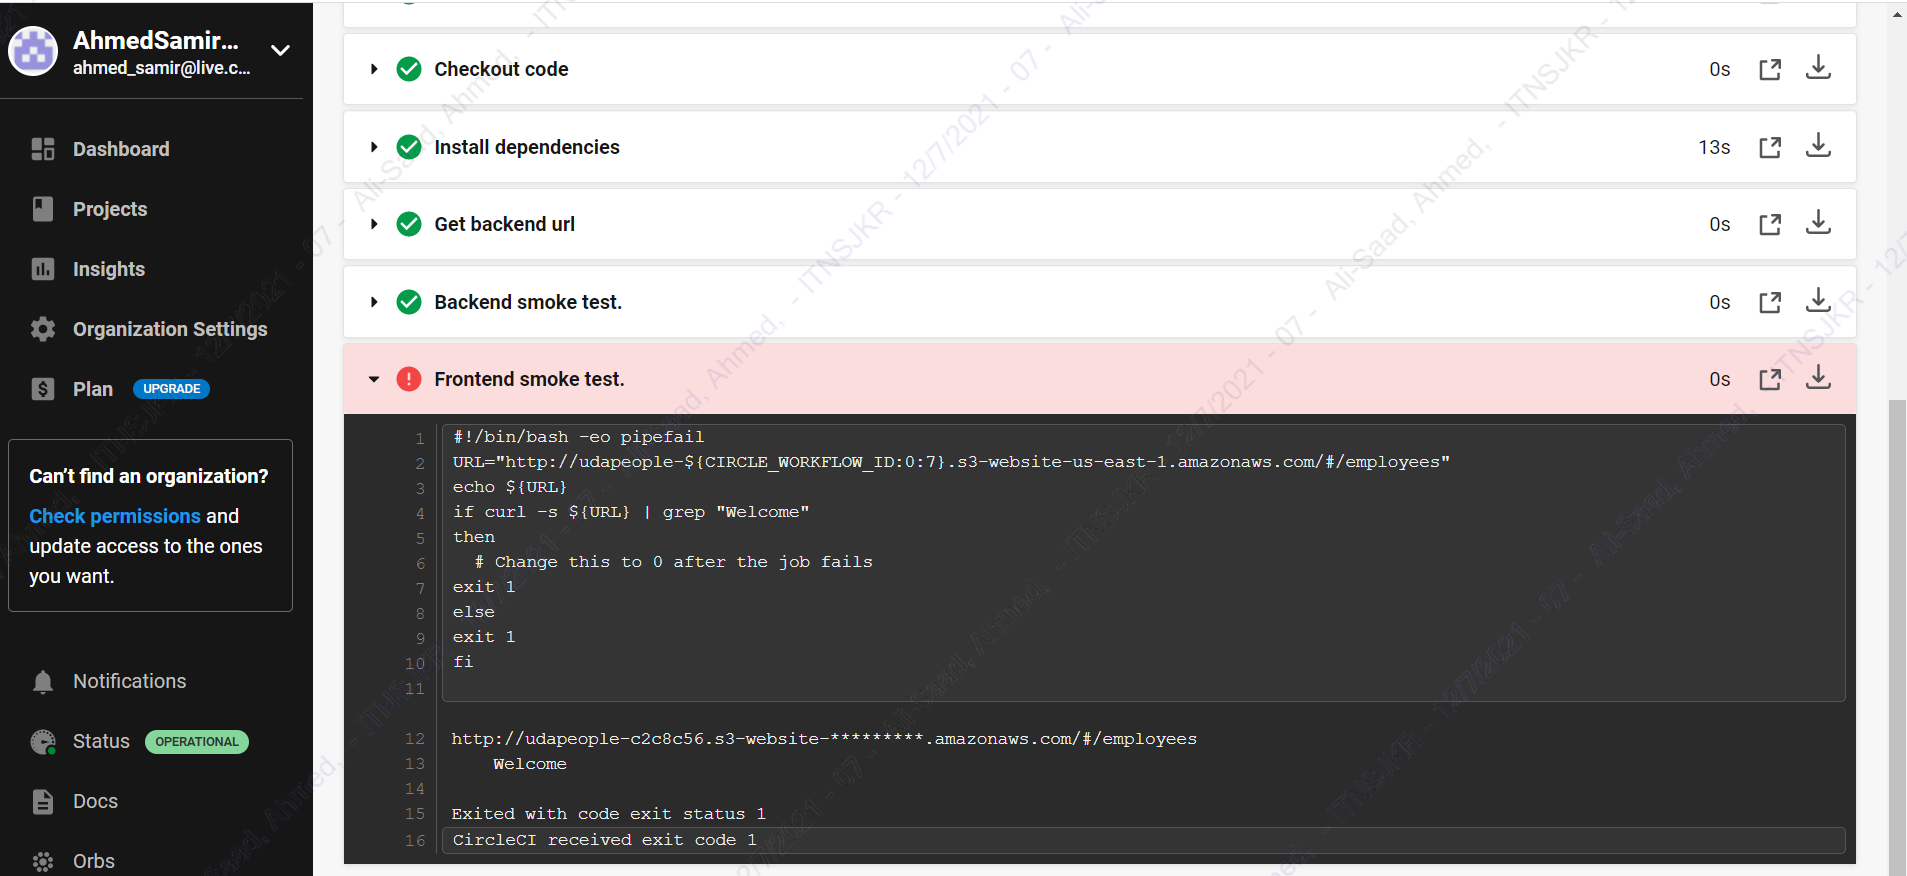 AhmedSamir...
ahmed_samir@live.c...
Dashboard
Projects
Insights
Organization Settings
Plan UPGRADE
Can't find an organization?
Check permissions and
update access to the ones
you want.
Notifications
Status OPERATIONAL
Docs
Orbs
Checkout code 0s
Install dependencies 13s
Get backend url 0s
Backend smoke test. 0s
Frontend smoke test. 0s
1 #!/bin/bash -eo pipefail
2 URL="http://udapeople-${CIRCLE_WORKFLOW_ID:0:7}.s3-website-us-east-1.amazonaws.com/#/employees"
3 echo ${URL}
4 if curl -s ${URL} | grep "Welcome"
5 then
6 # Change this to 0 after the job fails
7 exit 1
8 else
9 exit 1
10 fi
11
12 http://udapeople-c2c8c56.s3-website-*********.amazonaws.com/#/employees
13 Welcome
14
15 Exited with code exit status 1
16 CircleCI received exit code 1
Ali-Saad, Ahmed, - ITNSJKR - 12/7/2021 - 07 -